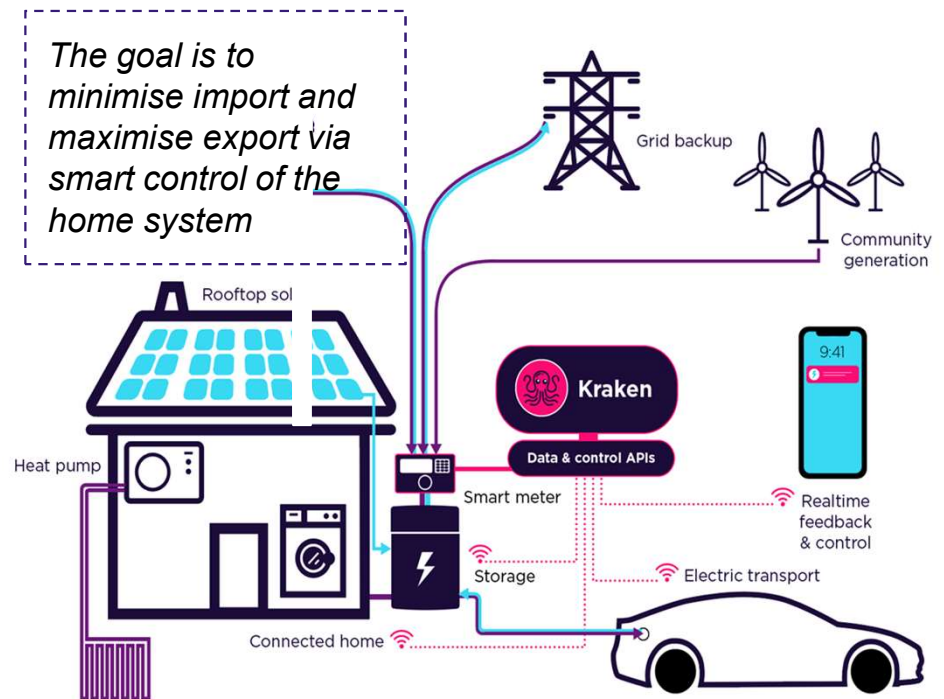 The goal is to
minimise import and
maximise export via
smart control of the
home system
Grid backup
Community
generation
Rooftop sol
9:41
Kraken
Data & control APIs
Heat pump
Smart meter
Realtime
feedback
& control
Storage
Electric transport
Connected home